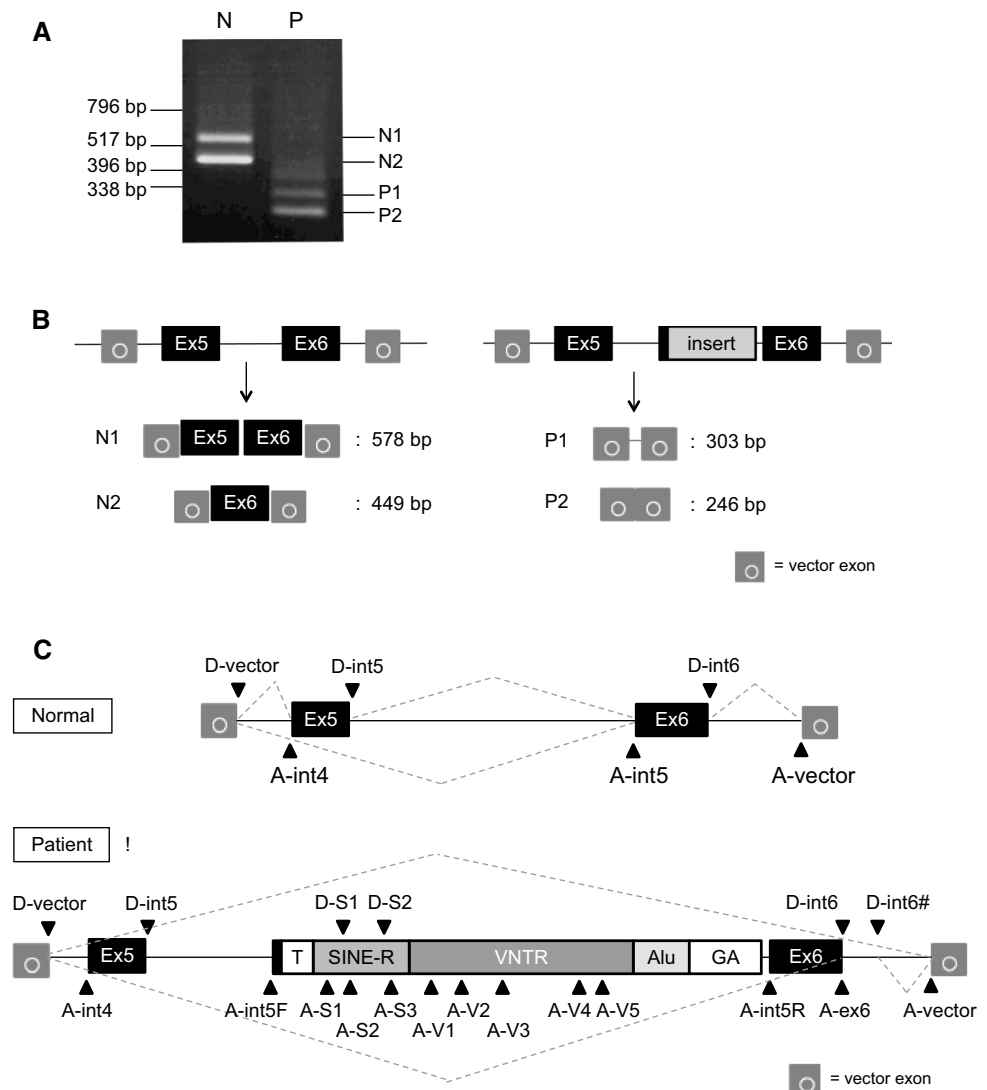 A
N P
796 bp
517 bp
396 bp
338 bp
N1
N2
P1
P2
B
Ex5 Ex6
Ex5 insert Ex6
N1 Ex5 Ex6 : 578 bp
P1 : 303 bp
N2 Ex6 : 449 bp
P2 : 246 bp
= vector exon
C
D-vector D-int5 D-int6
Normal
Ex5 Ex6
A-int4 A-int5 A-vector
Patient !
D-vector D-int5 D-S1 D-S2 D-int6 D-int6#
Ex5 T SINE-R VNTR Alu GA Ex6
A-int4 A-int5F A-S1 A-S3 A-V2 A-V4 A-V5 A-int5R A-ex6 A-vector
A-S2 A-V1 A-V3
= vector exon